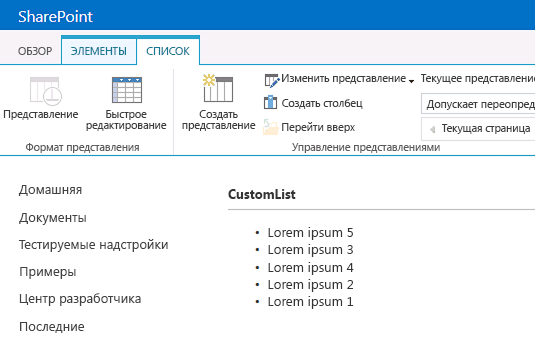 SharePoint
ОБЗОР ЭЛЕМЕНТЫ СПИСОК
Представление
Быстрое
редактирование
Формат представления
Создать
представление
Изменить представление
Создать столбец
Перейти вверх
Текущее представление
Допускает переопред
Текущая страница
Управление представлениями
Домашняя
Документы
Тестируемые надстройки
Примеры
Центр разработчика
Последние
CustomList
• Lorem ipsum 5
• Lorem ipsum 3
• Lorem ipsum 4
• Lorem ipsum 2
• Lorem ipsum 1